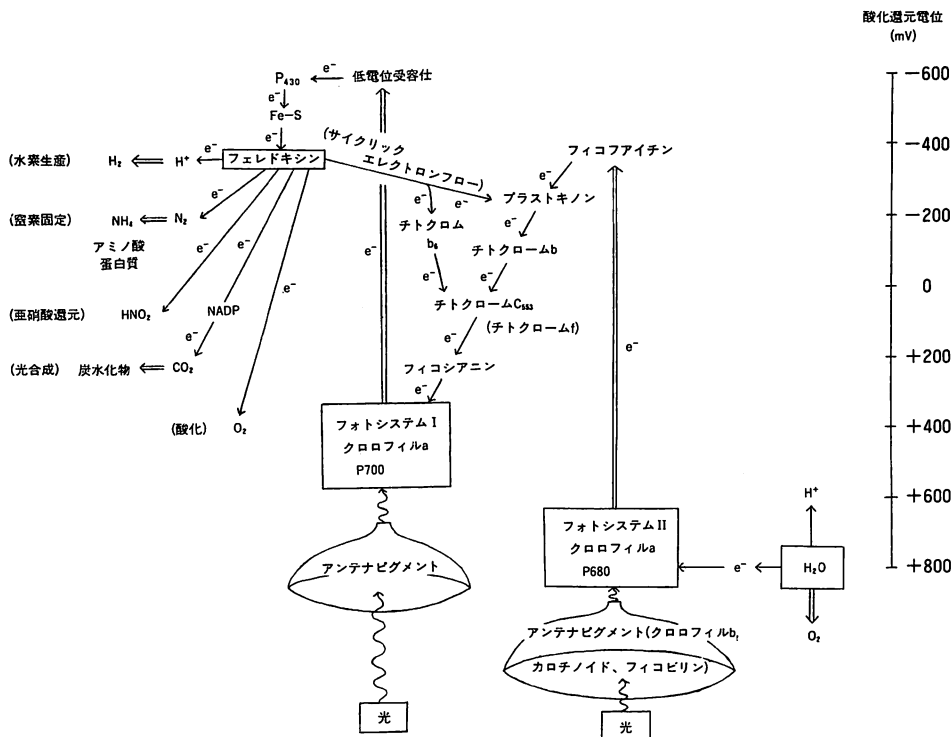 酸化還元電位
(mV)
−600
−400
−200
0
+200
+400
+600
+800
P₄₃₀
e⁻
低電位受容仕
e⁻
Fe−S
e⁻
フェレドキシン
(サイクリック
エレクトロンフロー)
(水素生産)
H₂
H⁺
e⁻
(窒素固定)
NH₄
N₂
e⁻
アミノ酸
蛋白質
(亜硝酸還元)
HNO₂
e⁻
NADP
e⁻
e⁻
(光合成)
炭水化物
CO₂
e⁻
(酸化)
O₂
フィコフアイチン
e⁻
プラストキノン
e⁻
e⁻
チトクロム
b₆
e⁻
チトクロームb
e⁻
e⁻
チトクロームC₅₅₃
(チトクロームf)
e⁻
フィコシアニン
e⁻
e⁻
フォトシステムⅠ
クロロフィルa
P700
アンテナピグメント
光
e⁻
フォトシステムⅡ
クロロフィルa
P680
e⁻
H₂O
H⁺
O₂
アンテナピグメント(クロロフィルb,
カロチノイド、フィコビリン)
光